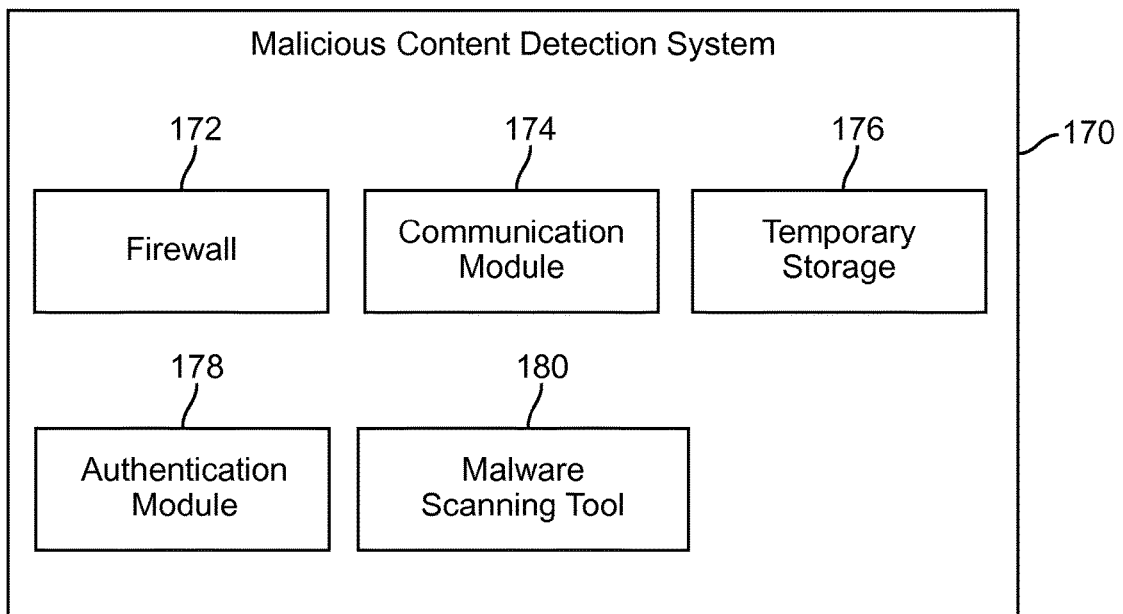 Malicious Content Detection System
172
174
176
170
Firewall
Communication
Module
Temporary
Storage
178
180
Authentication
Module
Malware
Scanning Tool